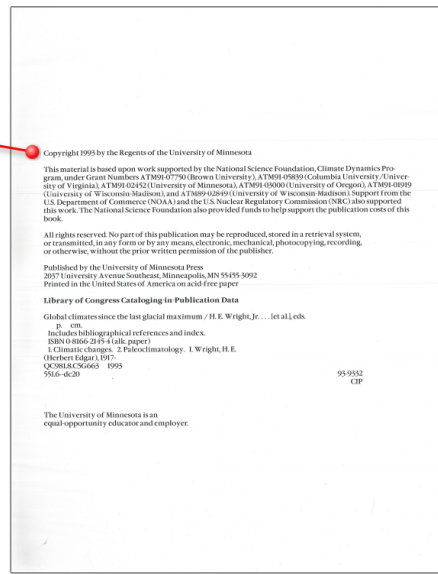 Copyright 1993 by the Regents of the University of Minnesota
This material is based upon work supported by the National Science Foundation, Climate Dynamics Pro-
gram, under Grant Numbers ATM91-07750 (Brown University), ATM91-05839 (Columbia University/Univer-
sity of Virginia), ATM91-02452 (University of Minnesota), ATM91-03000 (University of Oregon), ATM91-01919
(University of Wisconsin-Madison), and ATM89-02849 (University of Wisconsin-Madison). Support from the
U.S. Department of Commerce (NOAA) and the U.S. Nuclear Regulatory Commission (NRC) also supported
this work. The National Science Foundation also provided funds to help support the publication costs of this
book.
All rights reserved. No part of this publication may be reproduced, stored in a retrieval system,
or transmitted, in any form or by any means, electronic, mechanical, photocopying, recording,
or otherwise, without the prior written permission of the publisher.
Published by the University of Minnesota Press
2037 University Avenue Southeast, Minneapolis, MN 55455-3092
Printed in the United States of America on acid-free paper
Library of Congress Cataloging-in-Publication Data
Global climates since the last glacial maximum / H. E. Wright, Jr. . . . [et al.], eds.
p. cm.
Includes bibliographical references and index.
ISBN 0-8166-2145-4 (alk. paper)
1. Climatic changes. 2. Paleoclimatology. I. Wright, H. E.
(Herbert Edgar), 1917-
QC981.8.C5G663 1993
551.6–dc20 93-9332
CIP
The University of Minnesota is an
equal-opportunity educator and employer.